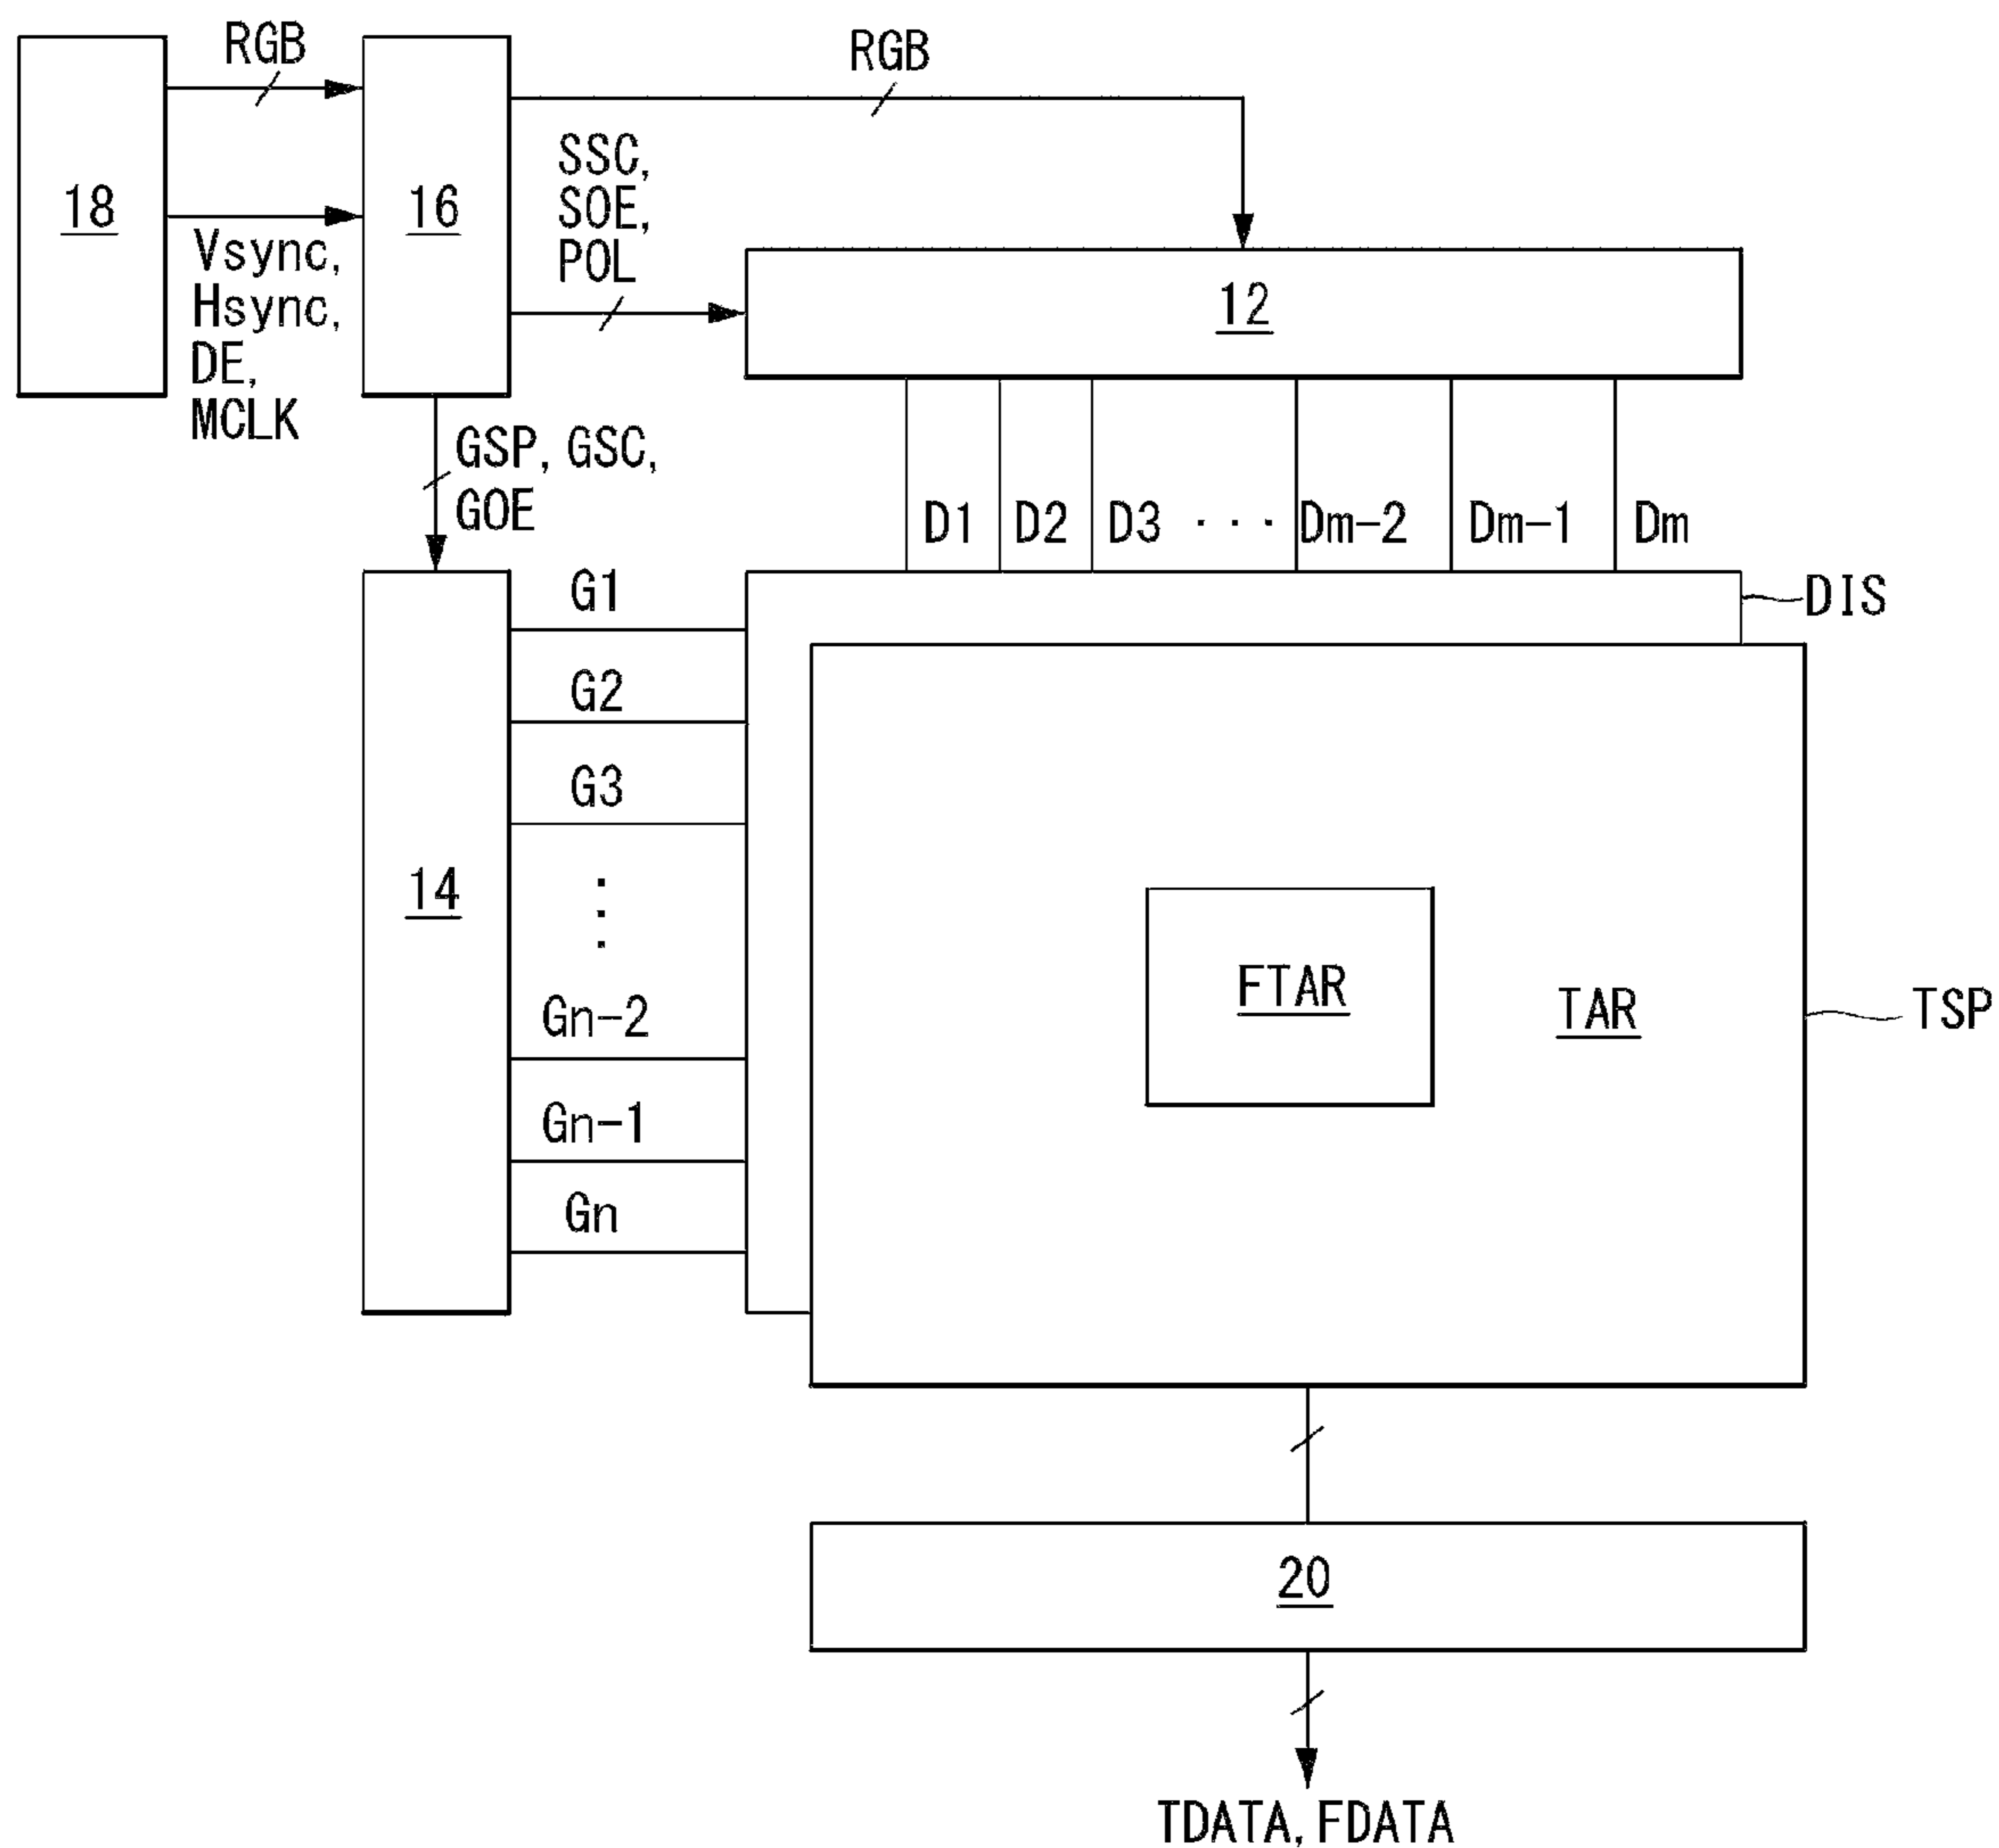 RGB
RGB
SSC,
SOE,
POL
18
16
Vsync,
Hsync,
DE,
MCLK
12
GSP, GSC,
GOE
D1 D2 D3 ··· Dm-2 Dm-1 Dm
G1
DIS
G2
G3
14
⋮
FTAR
TAR
TSP
Gn-2
Gn-1
Gn
20
TDATA, FDATA